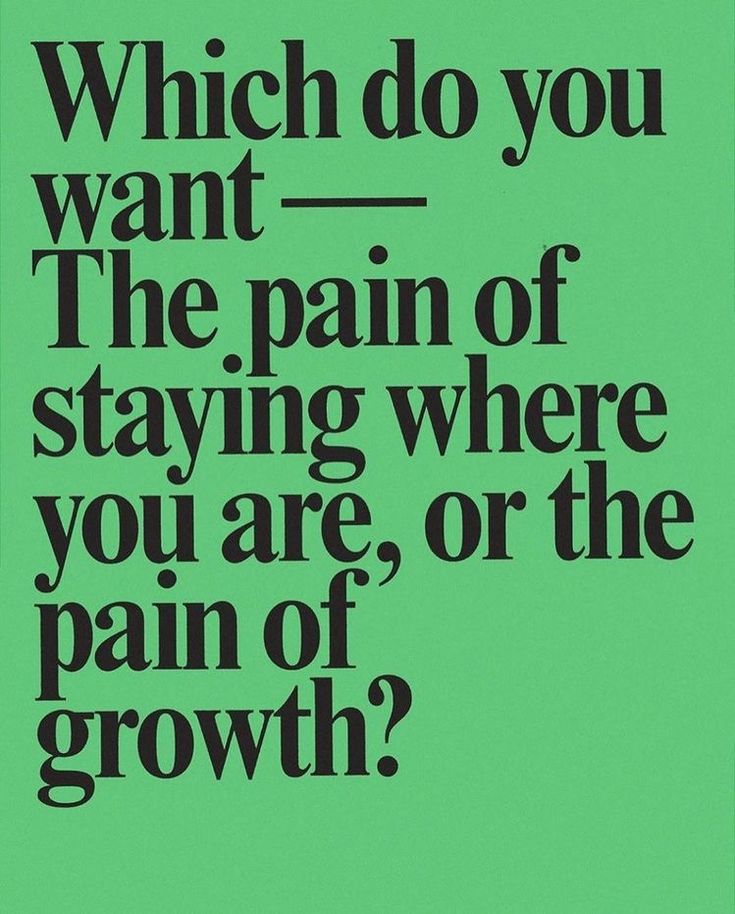 Which do you
want —
The pain of
staying where
you are, or the
pain of
growth?